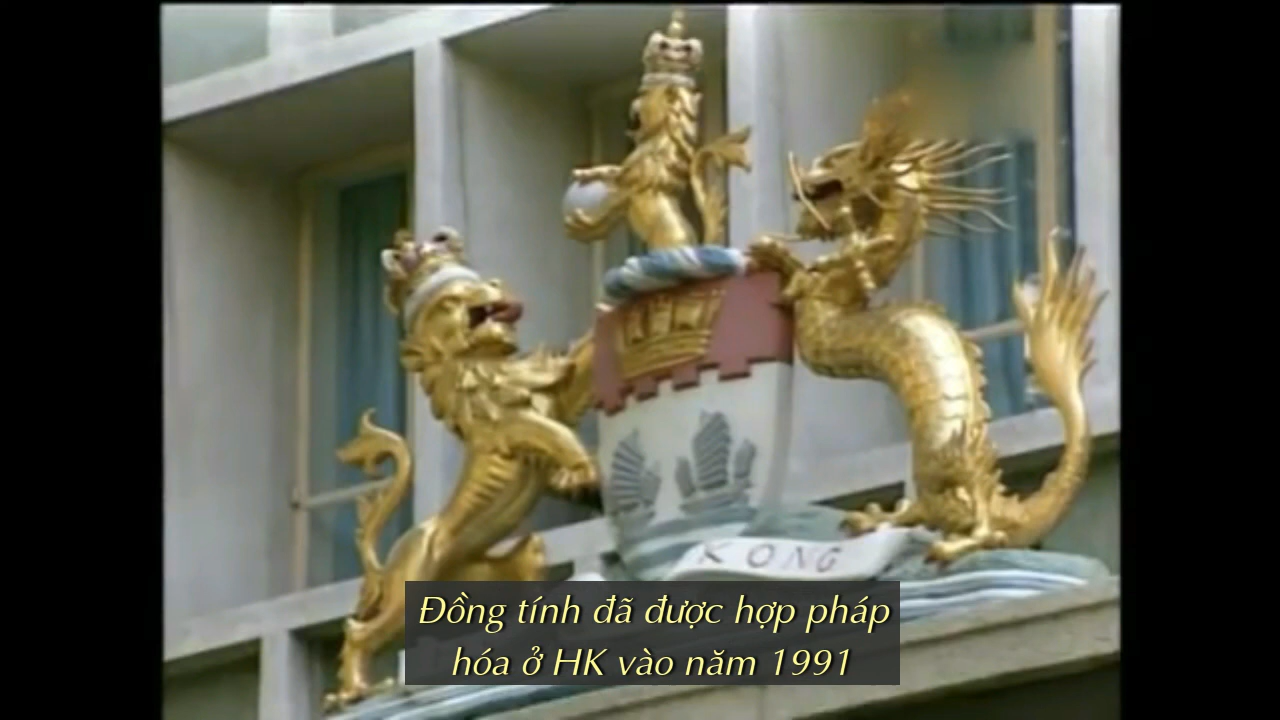 KONG
Đồng tính đã được hợp pháp
hóa ở HK vào năm 1991